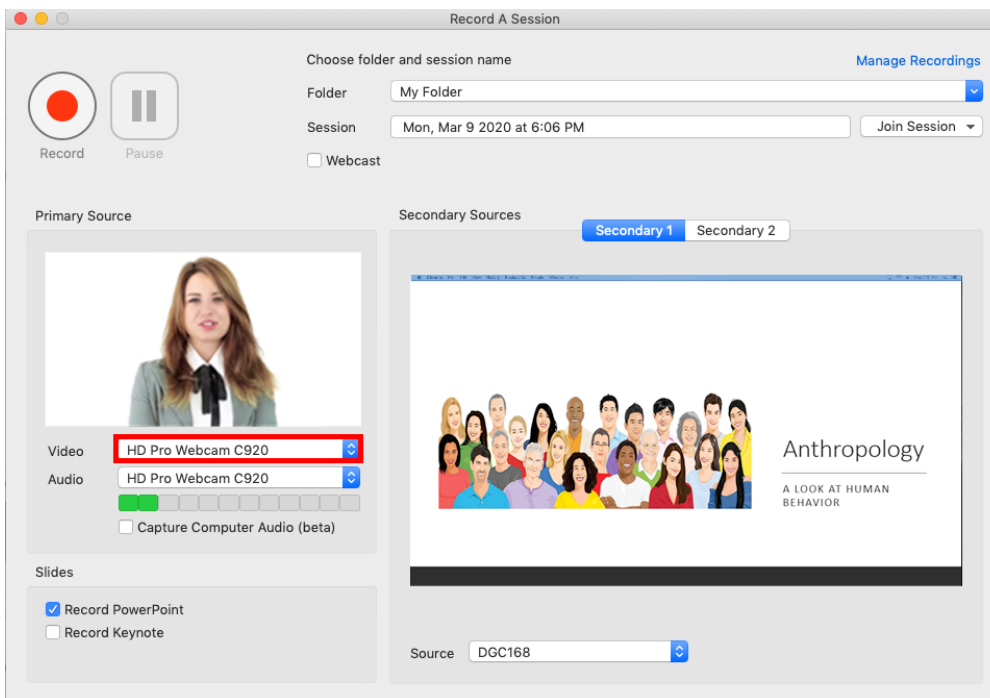 Record A Session
Choose folder and session name
Manage Recordings
Folder
My Folder
Session
Mon, Mar 9 2020 at 6:06 PM
Join Session
Record
Pause
Webcast
Primary Source
Secondary Sources
Secondary 1
Secondary 2
Anthropology
A LOOK AT HUMAN
BEHAVIOR
Video
HD Pro Webcam C920
Audio
HD Pro Webcam C920
Capture Computer Audio (beta)
Slides
Record PowerPoint
Record Keynote
Source
DGC168